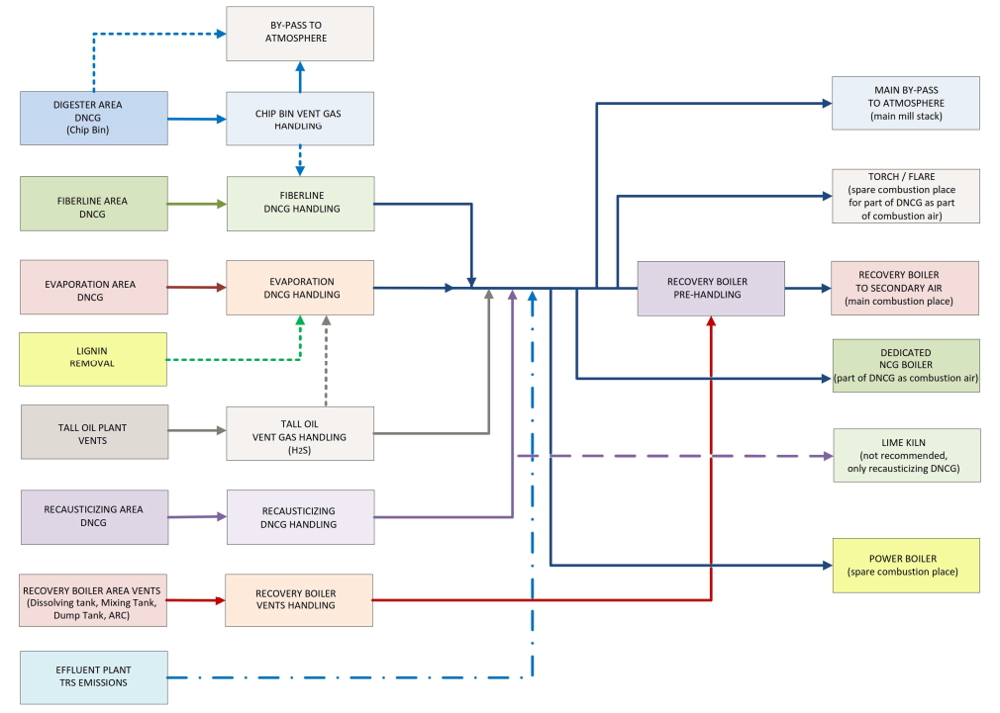 BY-PASS TO
ATMOSPHERE
DIGESTER AREA
DNCG
(Chip Bin)
CHIP BIN VENT GAS
HANDLING
MAIN BY-PASS
TO ATMOSPHERE
(main mill stack)
FIBERLINE AREA
DNCG
FIBERLINE
DNCG HANDLING
TORCH / FLARE
(spare combustion place
for part of DNCG as part
of combustion air)
EVAPORATION AREA
DNCG
EVAPORATION
DNCG HANDLING
RECOVERY BOILER
PRE-HANDLING
RECOVERY BOILER
TO SECONDARY AIR
(main combustion place)
LIGNIN
REMOVAL
DEDICATED
NCG BOILER
(part of DNCG as combustion air)
TALL OIL PLANT
VENTS
TALL OIL
VENT GAS HANDLING
(H2S)
LIME KILN
(not recommended,
only recausticizing DNCG)
RECAUSTICIZING AREA
DNCG
RECAUSTICIZING
DNCG HANDLING
POWER BOILER
(spare combustion place)
RECOVERY BOILER AREA VENTS
(Dissolving tank, Mixing Tank,
Dump Tank, ARC)
RECOVERY BOILER
VENTS HANDLING
EFFLUENT PLANT
TRS EMISSIONS